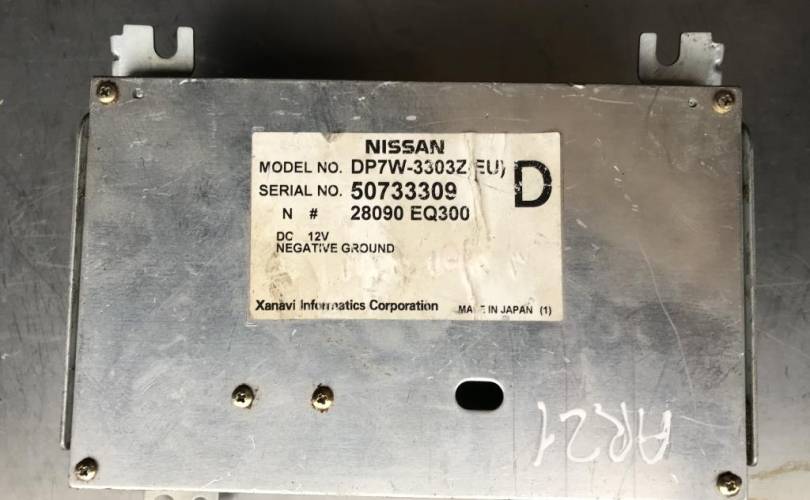 NISSAN
MODEL NO. DP7W-3303Z(EU)
D
SERIAL NO. 50733309
N # 28090 EQ300
DC 12V
NEGATIVE GROUND
Xanavi Informatics Corporation MADE IN JAPAN (1)
AR21